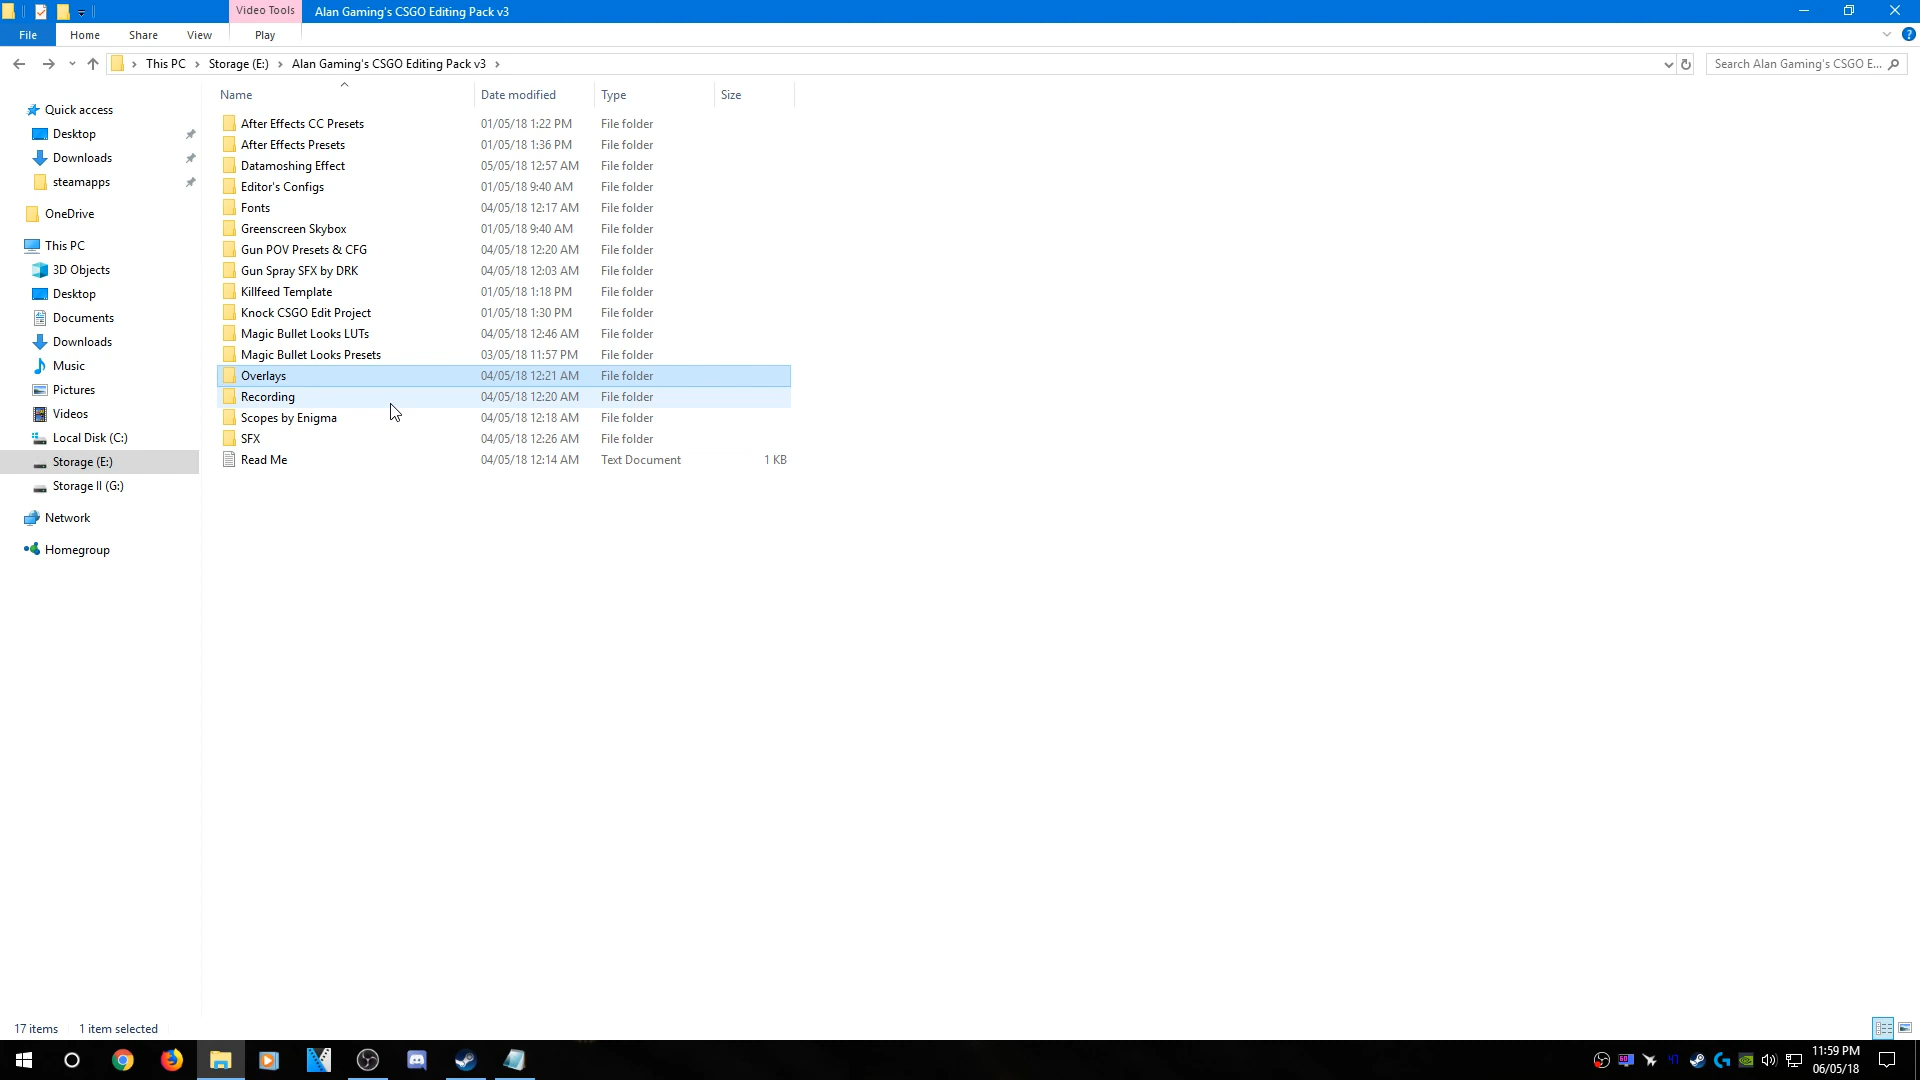 Video Tools
Alan Gaming's CSGO Editing Pack v3
File
Home
Share
View
Play
This PC
Storage (E:)
Alan Gaming's CSGO Editing Pack v3
Search Alan Gaming's CSGO E...
Name
Date modified
Type
Size
Quick access
Desktop
Downloads
steamapps
OneDrive
This PC
3D Objects
Desktop
Documents
Downloads
Music
Pictures
Videos
Local Disk (C:)
Storage (E:)
Storage II (G:)
Network
Homegroup
After Effects CC Presets 01/05/18 1:22 PM File folder
After Effects Presets 01/05/18 1:36 PM File folder
Datamoshing Effect 05/05/18 12:57 AM File folder
Editor's Configs 01/05/18 9:40 AM File folder
Fonts 04/05/18 12:17 AM File folder
Greenscreen Skybox 01/05/18 9:40 AM File folder
Gun POV Presets & CFG 04/05/18 12:20 AM File folder
Gun Spray SFX by DRK 04/05/18 12:03 AM File folder
Killfeed Template 01/05/18 1:18 PM File folder
Knock CSGO Edit Project 01/05/18 1:30 PM File folder
Magic Bullet Looks LUTs 04/05/18 12:46 AM File folder
Magic Bullet Looks Presets 03/05/18 11:57 PM File folder
Overlays 04/05/18 12:21 AM File folder
Recording 04/05/18 12:20 AM File folder
Scopes by Enigma 04/05/18 12:18 AM File folder
SFX 04/05/18 12:26 AM File folder
Read Me 04/05/18 12:14 AM Text Document 1 KB
17 items
1 item selected
11:59 PM
06/05/18